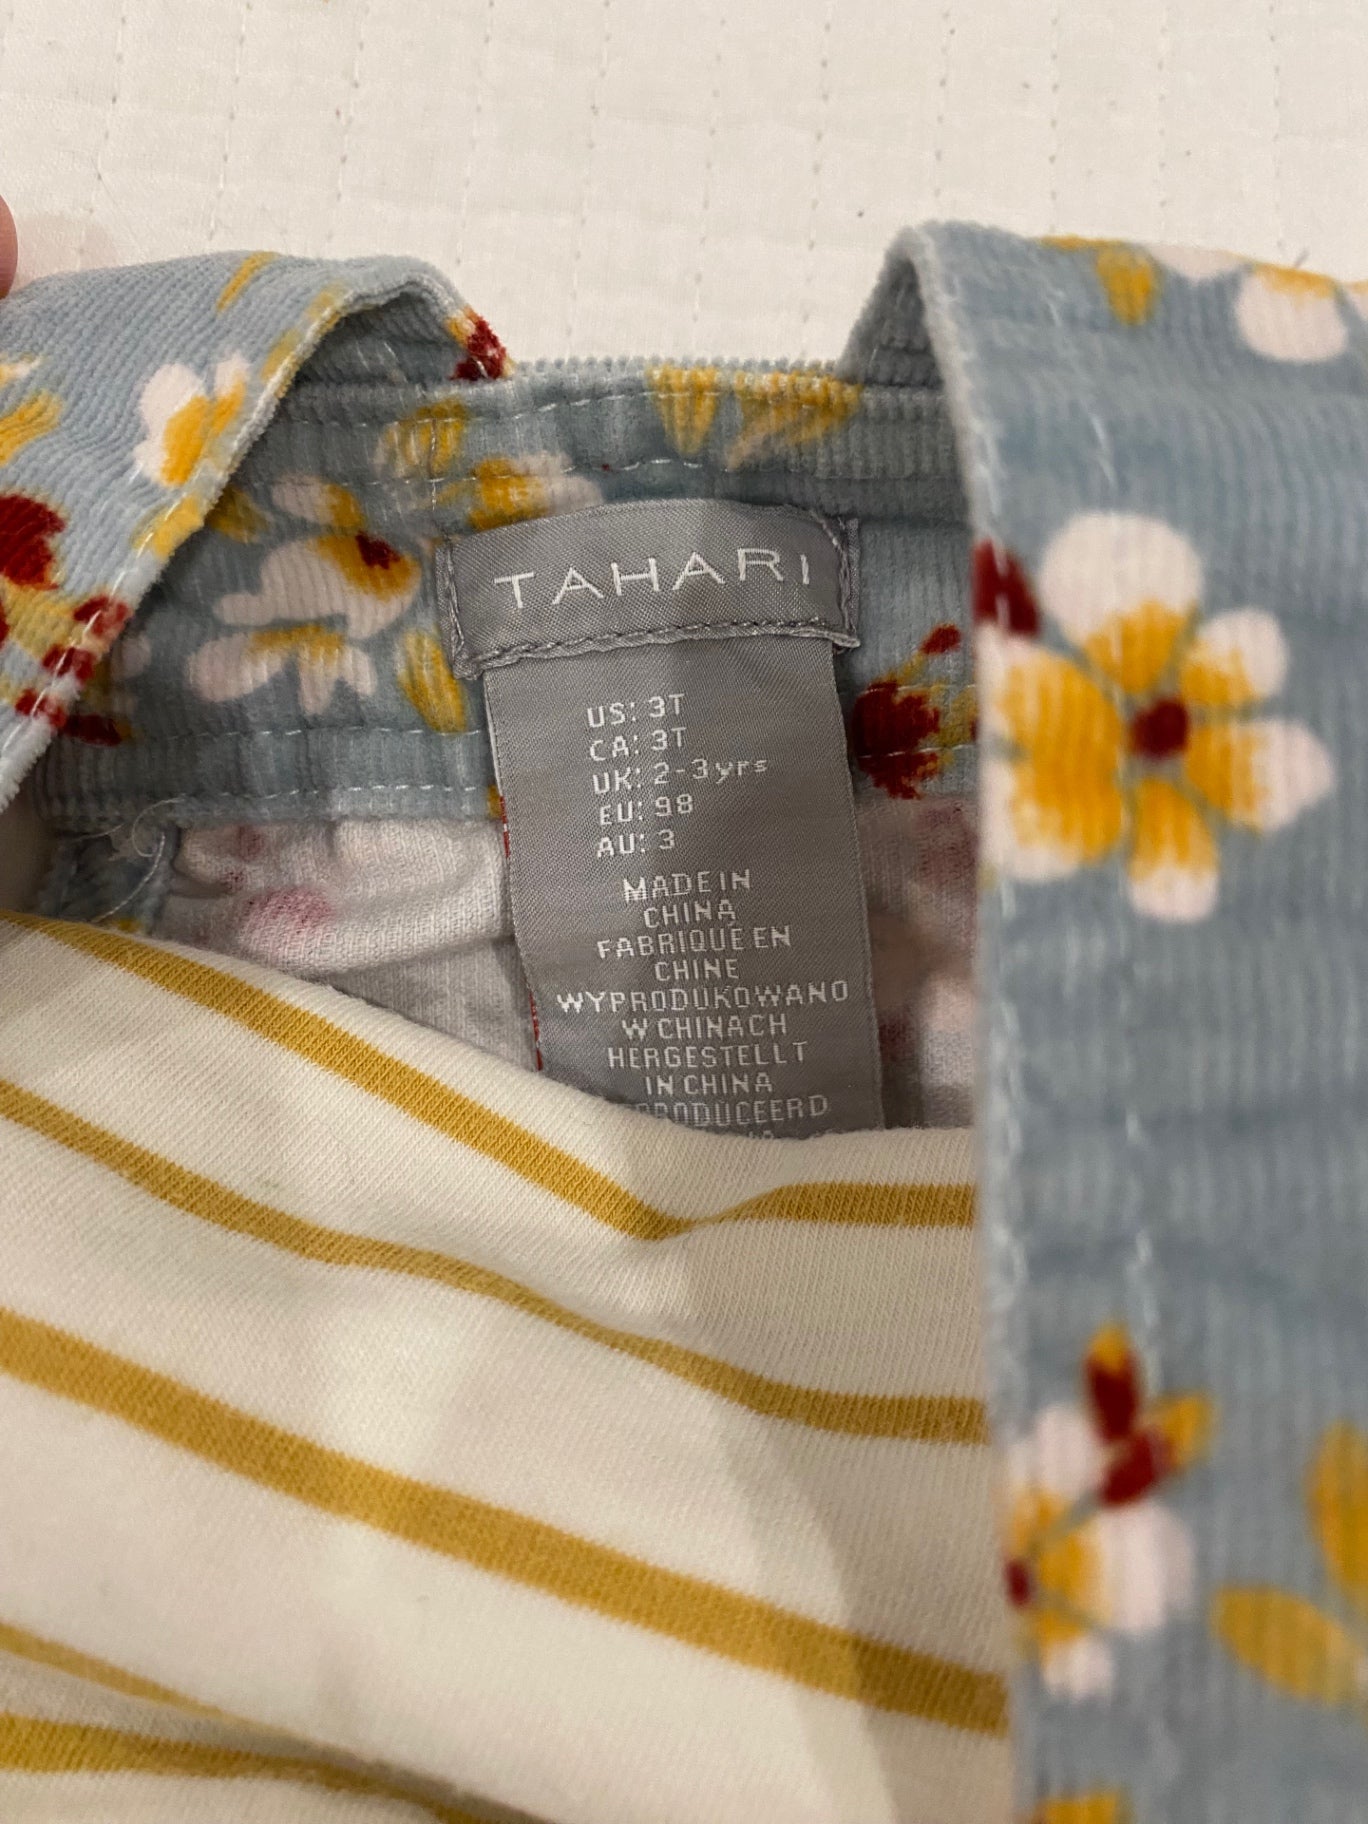 TAHARI
US: 3T
CA: 3T
UK: 2-3yrs
EU: 98
AU: 3
MADE IN
CHINA
FABRIQUE EN
CHINE
WYPRODUKOWANO
W CHINACH
HERGESTELLT
IN CHINA